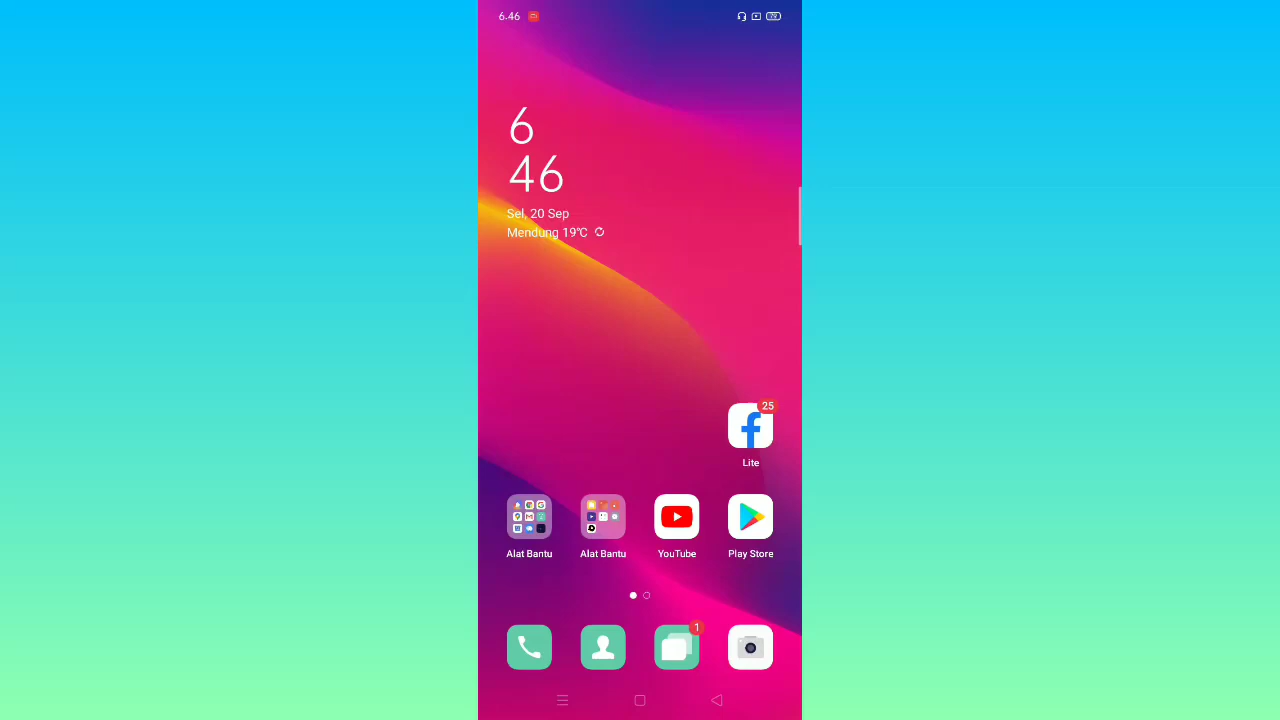 6.46
79
6
46
Sel, 20 Sep
Mendung 19°C
25
Lite
Alat Bantu
Alat Bantu
YouTube
Play Store
1